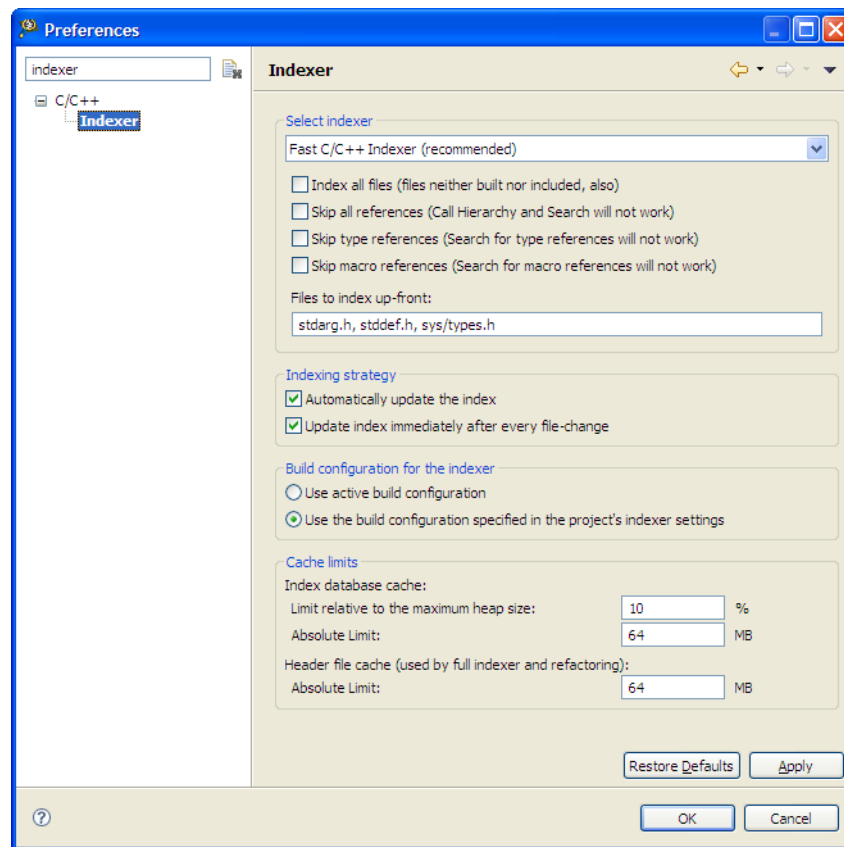 Preferences
indexer
Indexer
C/C++
Indexer
Select indexer
Fast C/C++ Indexer (recommended)
Index all files (files neither built nor included, also)
Skip all references (Call Hierarchy and Search will not work)
Skip type references (Search for type references will not work)
Skip macro references (Search for macro references will not work)
Files to index up-front:
stdarg.h, stddef.h, sys/types.h
Indexing strategy
Automatically update the index
Update index immediately after every file-change
Build configuration for the indexer
Use active build configuration
Use the build configuration specified in the project's indexer settings
Cache limits
Index database cache:
Limit relative to the maximum heap size: 10 %
Absolute Limit: 64 MB
Header file cache (used by full indexer and refactoring):
Absolute Limit: 64 MB
Restore Defaults Apply
OK Cancel